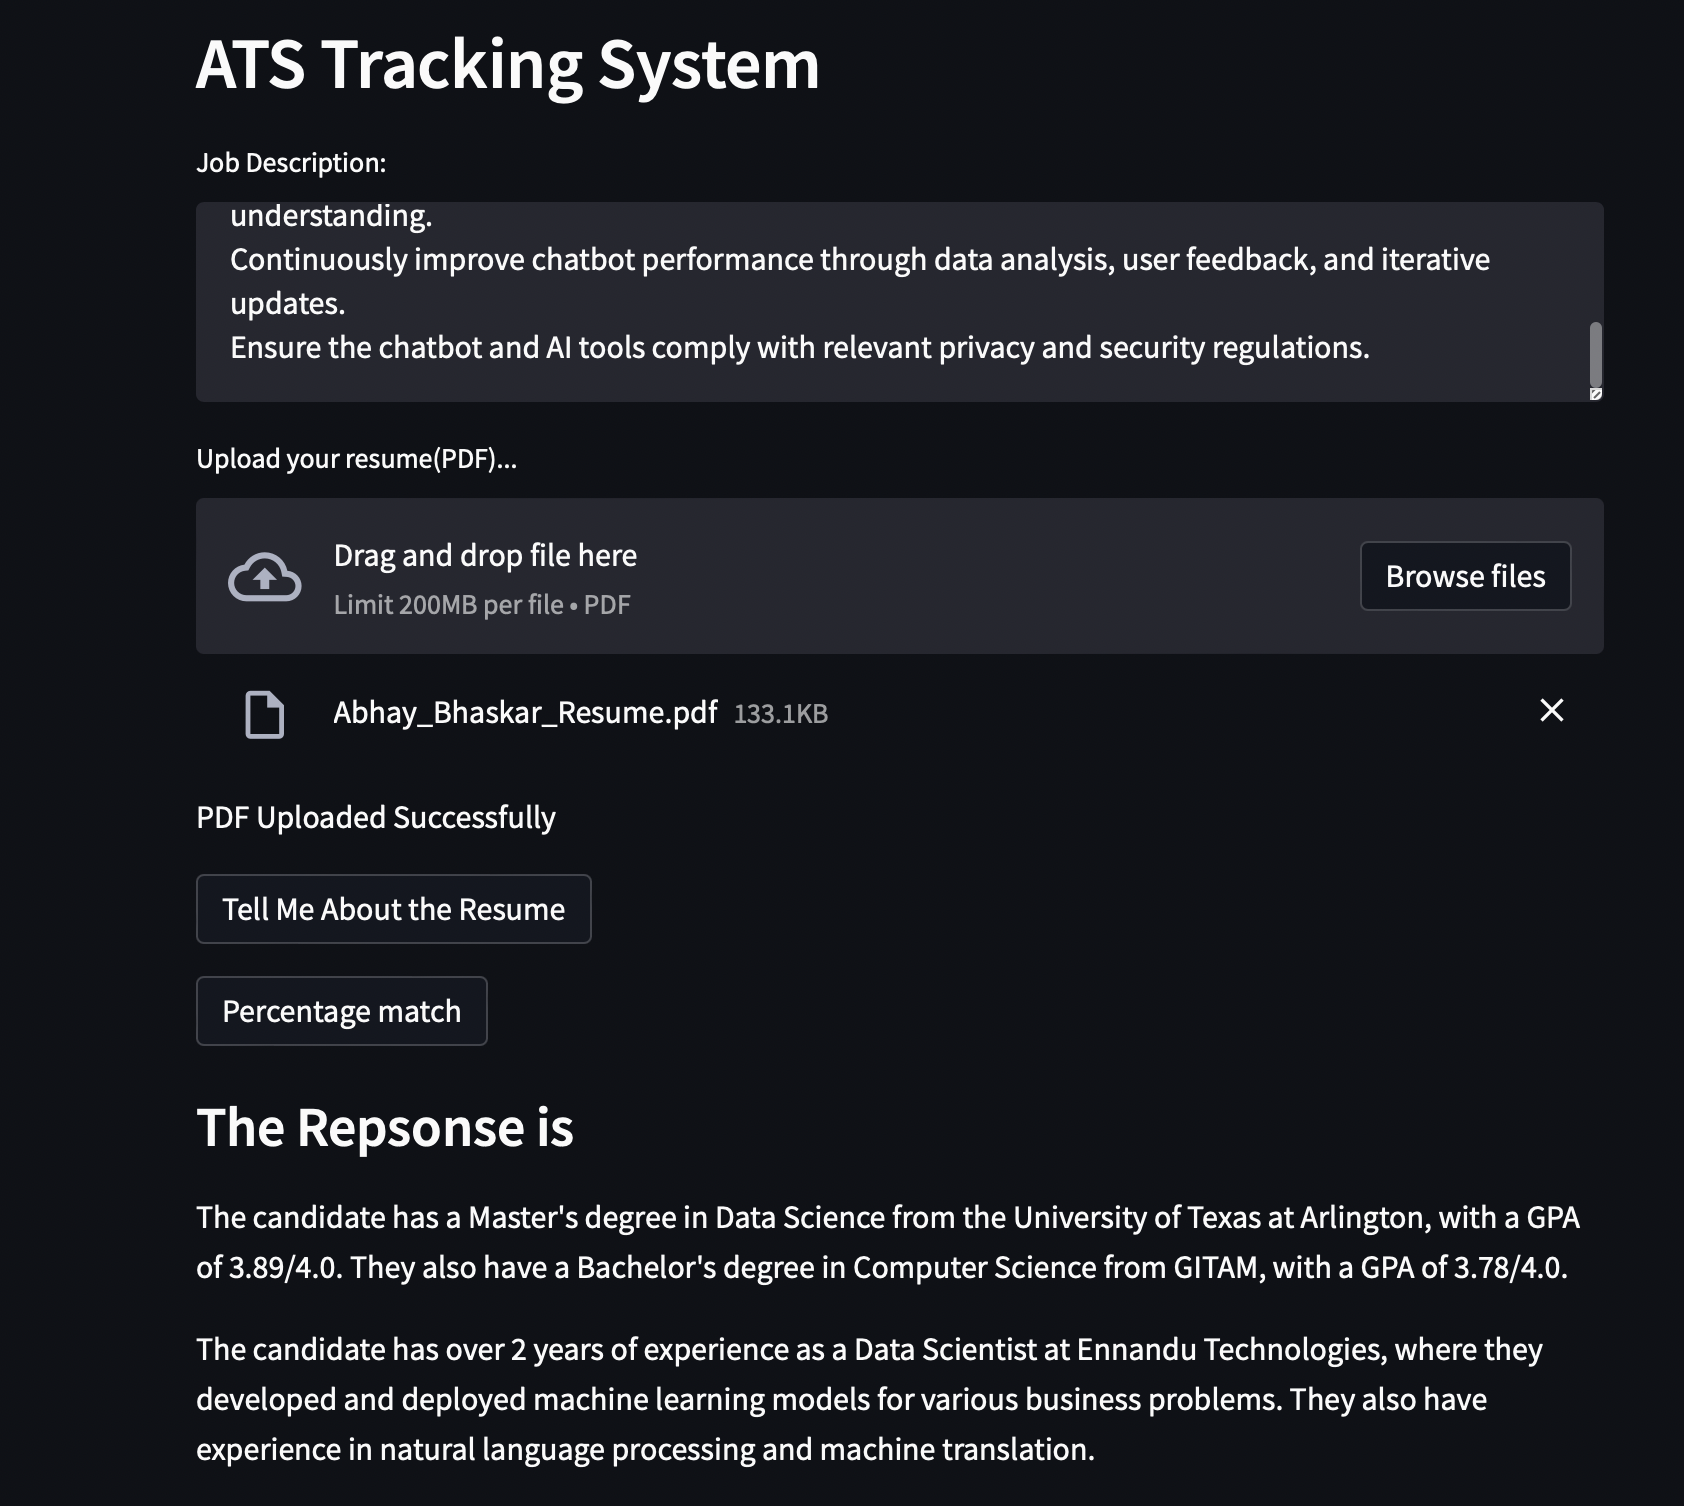 ATS Tracking System
Job Description:
understanding.
Continuously improve chatbot performance through data analysis, user feedback, and iterative
updates.
Ensure the chatbot and AI tools comply with relevant privacy and security regulations.
Upload your resume(PDF)...
Drag and drop file here
Limit 200MB per file • PDF
Browse files
Abhay_Bhaskar_Resume.pdf 133.1KB
PDF Uploaded Successfully
Tell Me About the Resume
Percentage match
The Repsonse is
The candidate has a Master's degree in Data Science from the University of Texas at Arlington, with a GPA
of 3.89/4.0. They also have a Bachelor's degree in Computer Science from GITAM, with a GPA of 3.78/4.0.
The candidate has over 2 years of experience as a Data Scientist at Ennandu Technologies, where they
developed and deployed machine learning models for various business problems. They also have
experience in natural language processing and machine translation.